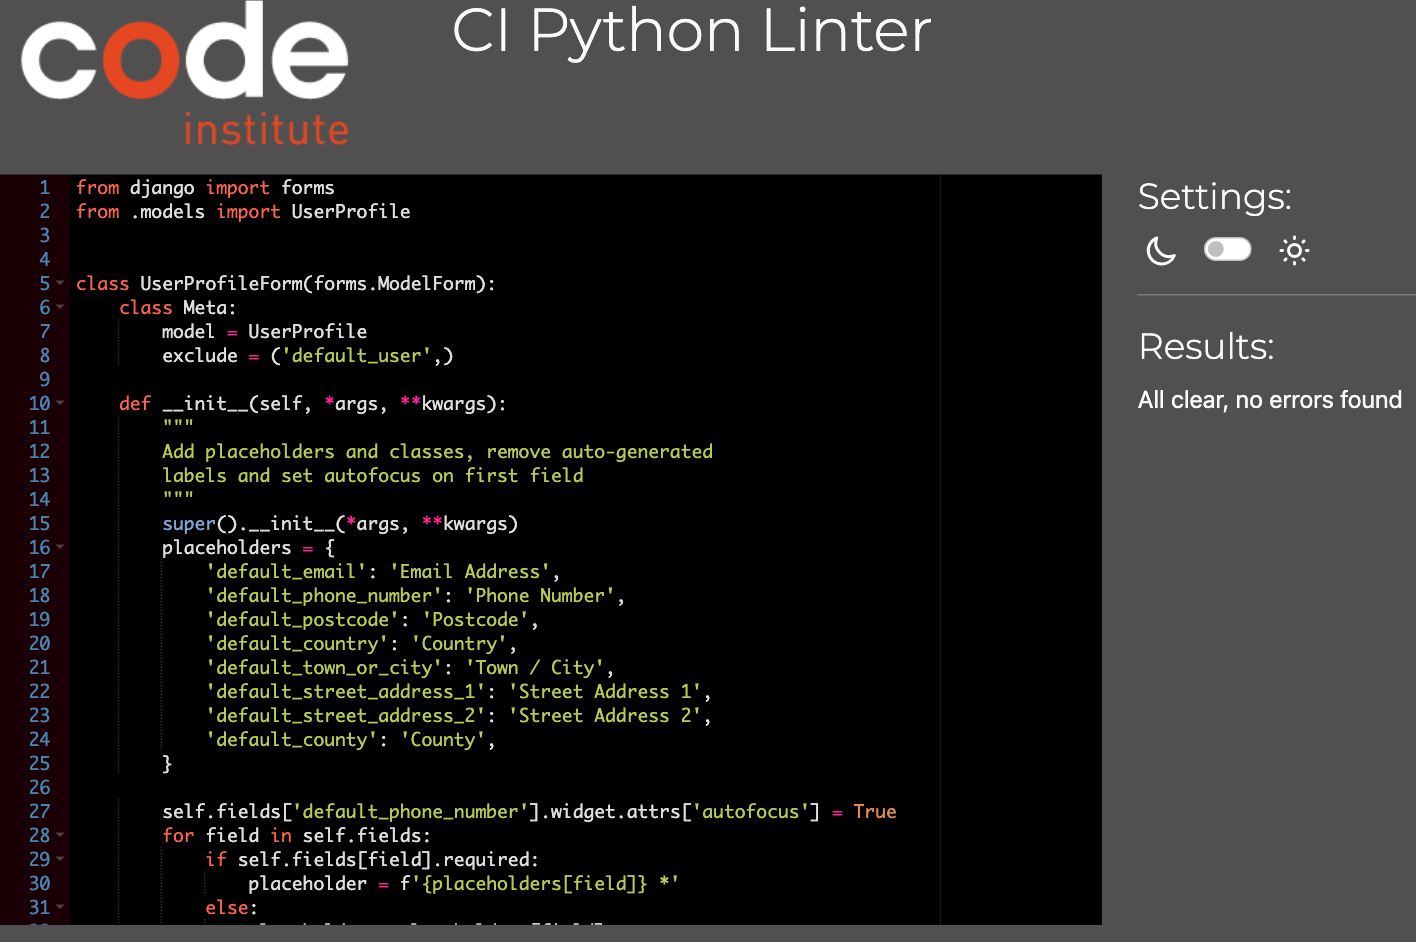 code
institute
CI Python Linter
1 from django import forms
2 from .models import UserProfile
3
4
5 class UserProfileForm(forms.ModelForm):
6     class Meta:
7         model = UserProfile
8         exclude = ('default_user',)
9
10     def __init__(self, *args, **kwargs):
11         """
12         Add placeholders and classes, remove auto-generated
13         labels and set autofocus on first field
14         """
15         super().__init__(*args, **kwargs)
16         placeholders = {
17             'default_email': 'Email Address',
18             'default_phone_number': 'Phone Number',
19             'default_postcode': 'Postcode',
20             'default_country': 'Country',
21             'default_town_or_city': 'Town / City',
22             'default_street_address_1': 'Street Address 1',
23             'default_street_address_2': 'Street Address 2',
24             'default_county': 'County',
25         }
26
27         self.fields['default_phone_number'].widget.attrs['autofocus'] = True
28         for field in self.fields:
29             if self.fields[field].required:
30                 placeholder = f'{placeholders[field]} *'
31             else:
Settings:
Results:
All clear, no errors found